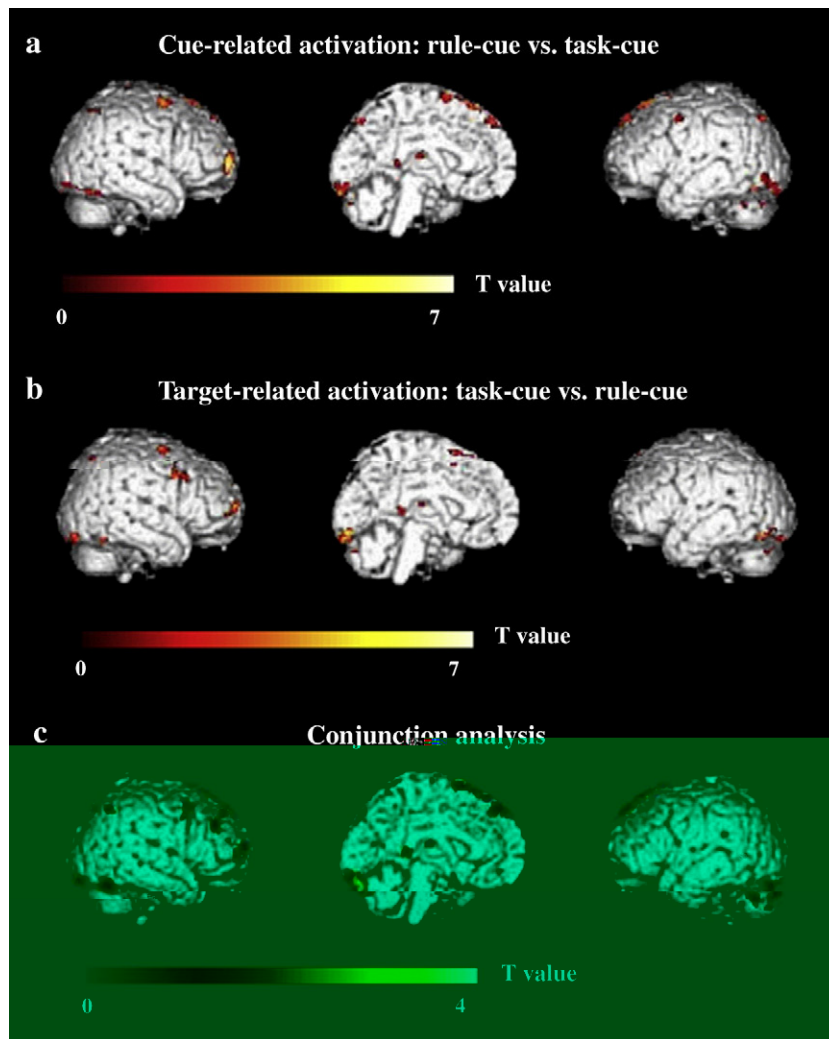 a Cue-related activation: rule-cue vs. task-cue
T value
0 7
b Target-related activation: task-cue vs. rule-cue
T value
0 7
c Conjunction analysis
T value
0 4